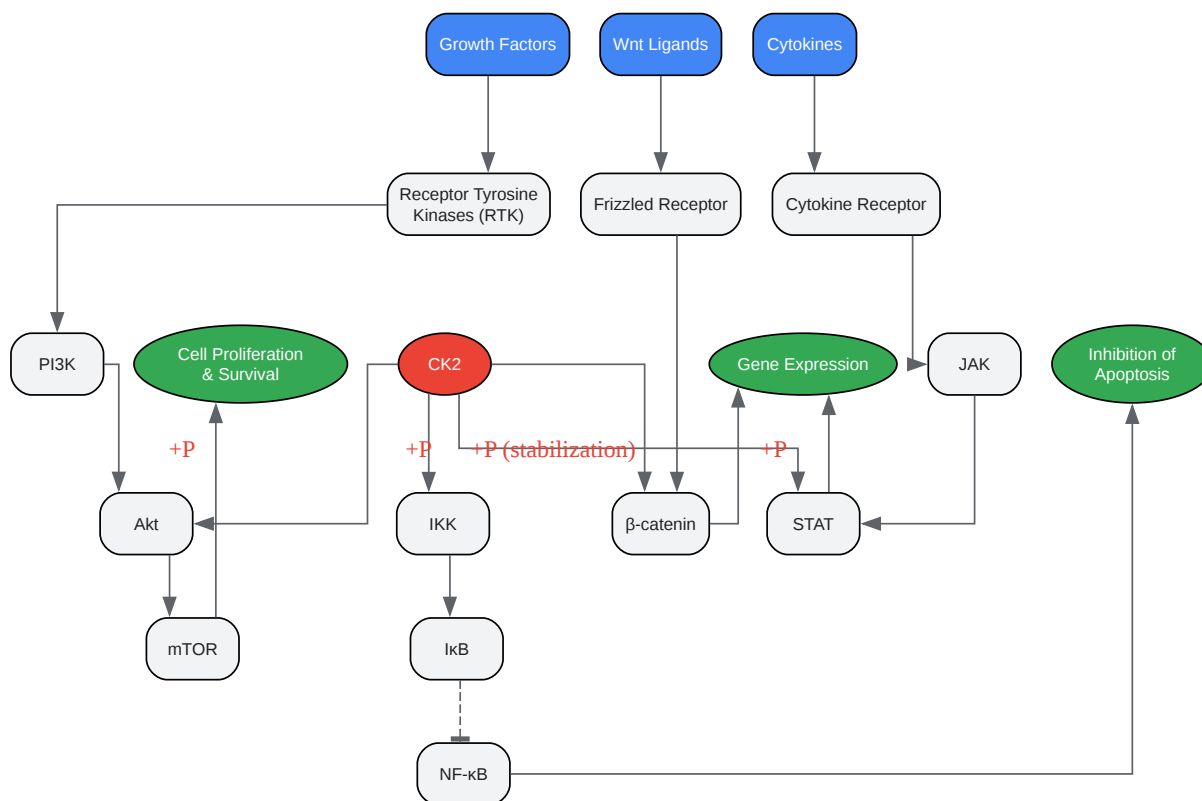 Growth Factors
Wnt Ligands
Cytokines
Receptor Tyrosine
Kinases (RTK)
Frizzled Receptor
Cytokine Receptor
PI3K
Cell Proliferation
& Survival
CK2
Gene Expression
JAK
Inhibition of
Apoptosis
+P
+P
+P (stabilization)
+P
Akt
IKK
β-catenin
STAT
mTOR
IκB
NF-κB